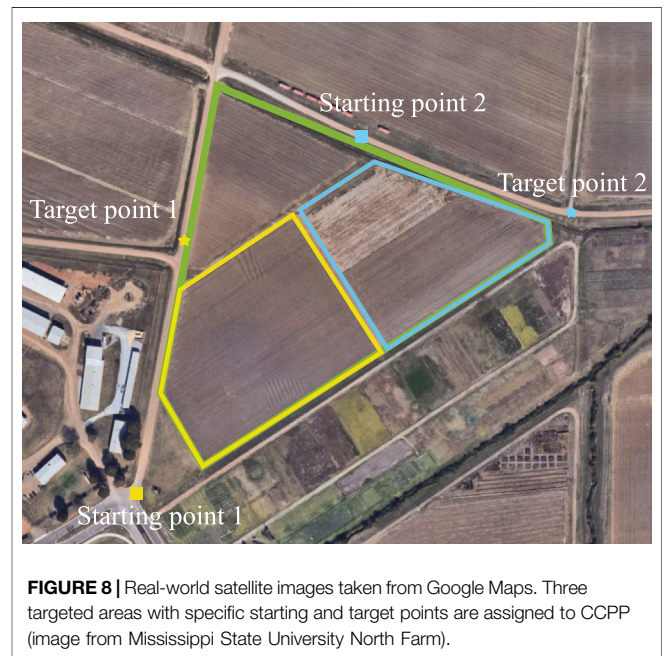 Starting point 2
Target point 1
Target point 2
Starting point 1
FIGURE 8 | Real-world satellite images taken from Google Maps. Three
targeted areas with specific starting and target points are assigned to CCPP
(image from Mississippi State University North Farm).